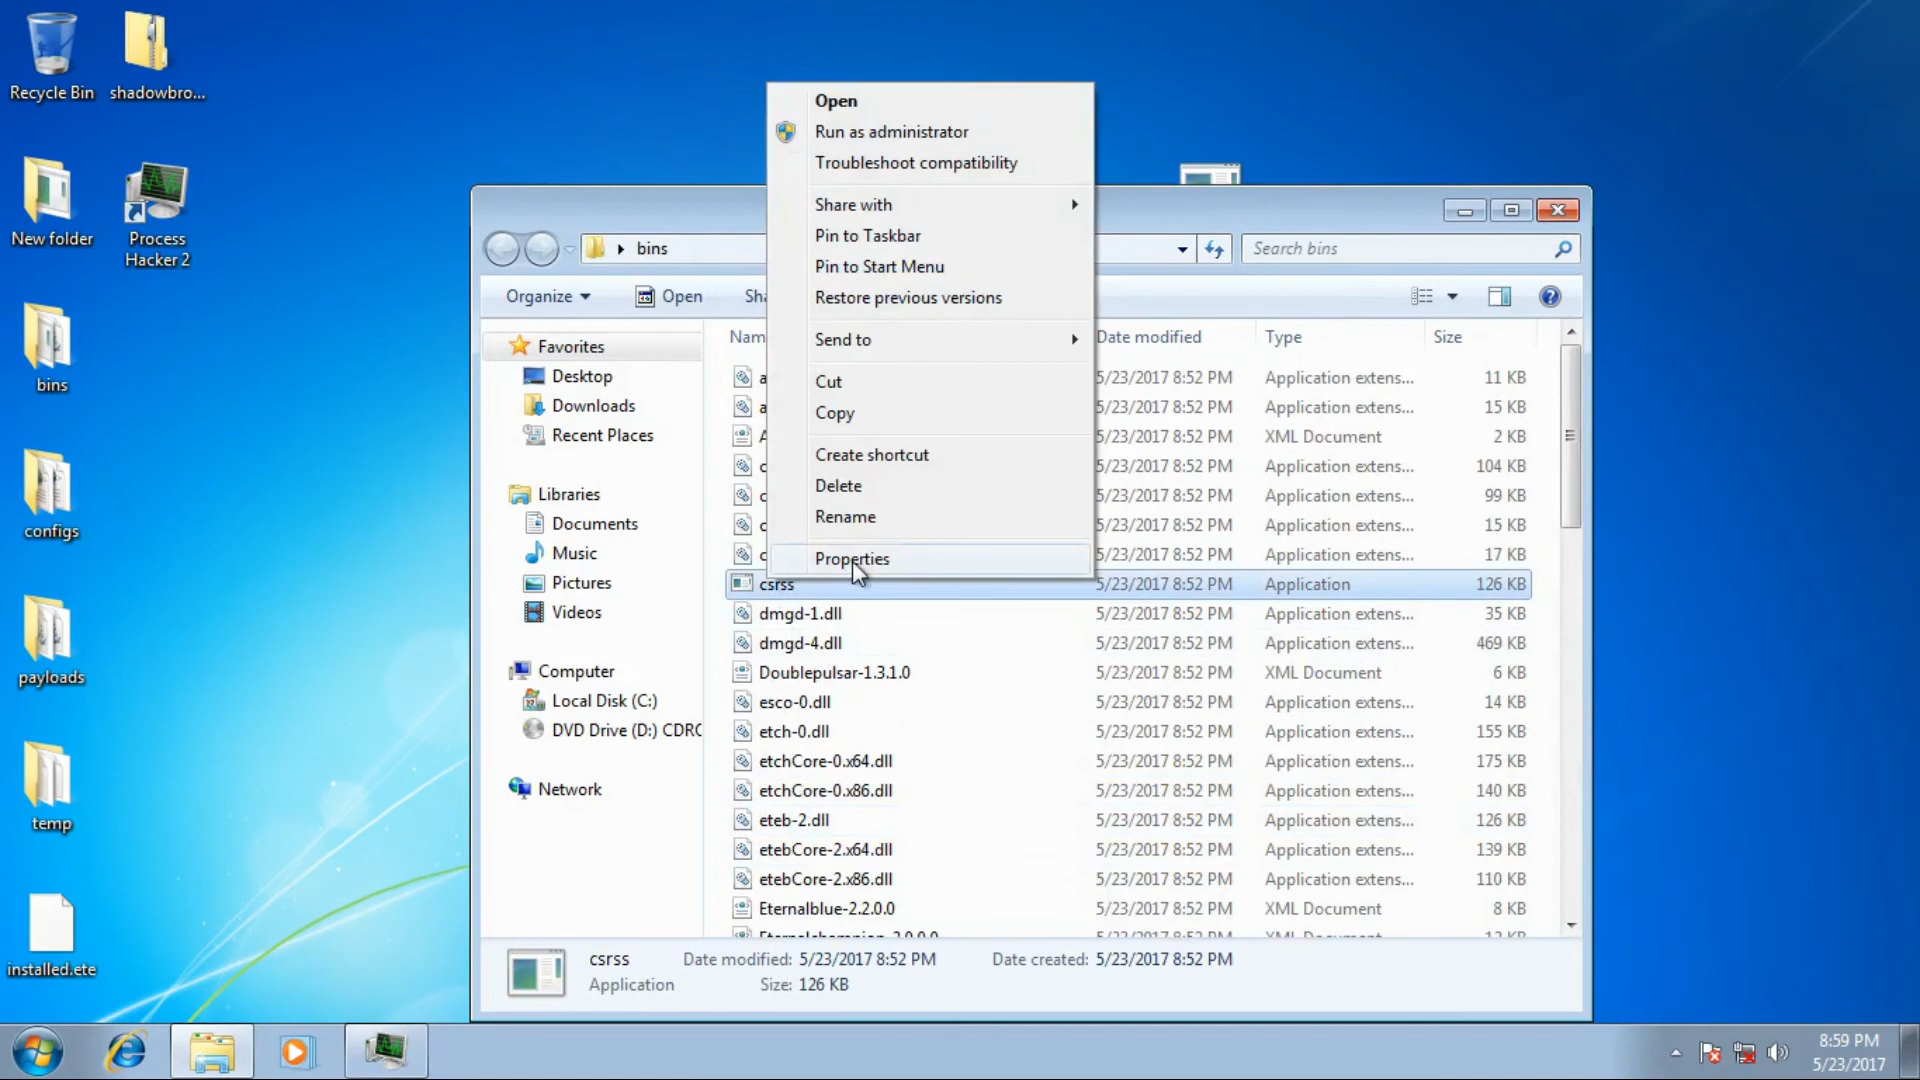 Recycle Bin
shadowbro...
New folder
Process
Hacker 2
bins
configs
payloads
temp
installed.ete
Open
Run as administrator
Troubleshoot compatibility
Share with
Pin to Taskbar
Pin to Start Menu
Restore previous versions
Send to
Cut
Copy
Create shortcut
Delete
Rename
Properties
bins
Search bins
Organize
Open
Favorites
Desktop
Downloads
Recent Places
Libraries
Documents
Music
Pictures
Videos
Computer
Local Disk (C:)
DVD Drive (D:) CDRO
Network
Date modified Type Size
5/23/2017 8:52 PM Application extens... 11 KB
5/23/2017 8:52 PM Application extens... 15 KB
5/23/2017 8:52 PM XML Document 2 KB
5/23/2017 8:52 PM Application extens... 104 KB
5/23/2017 8:52 PM Application extens... 99 KB
5/23/2017 8:52 PM Application extens... 15 KB
5/23/2017 8:52 PM Application extens... 17 KB
csrss 5/23/2017 8:52 PM Application 126 KB
dmgd-1.dll 5/23/2017 8:52 PM Application extens... 35 KB
dmgd-4.dll 5/23/2017 8:52 PM Application extens... 469 KB
Doublepulsar-1.3.1.0 5/23/2017 8:52 PM XML Document 6 KB
esco-0.dll 5/23/2017 8:52 PM Application extens... 14 KB
etch-0.dll 5/23/2017 8:52 PM Application extens... 155 KB
etchCore-0.x64.dll 5/23/2017 8:52 PM Application extens... 175 KB
etchCore-0.x86.dll 5/23/2017 8:52 PM Application extens... 140 KB
eteb-2.dll 5/23/2017 8:52 PM Application extens... 126 KB
etebCore-2.x64.dll 5/23/2017 8:52 PM Application extens... 139 KB
etebCore-2.x86.dll 5/23/2017 8:52 PM Application extens... 110 KB
Eternalblue-2.2.0.0 5/23/2017 8:52 PM XML Document 8 KB
csrss Date modified: 5/23/2017 8:52 PM Date created: 5/23/2017 8:52 PM
Application Size: 126 KB
8:59 PM
5/23/2017